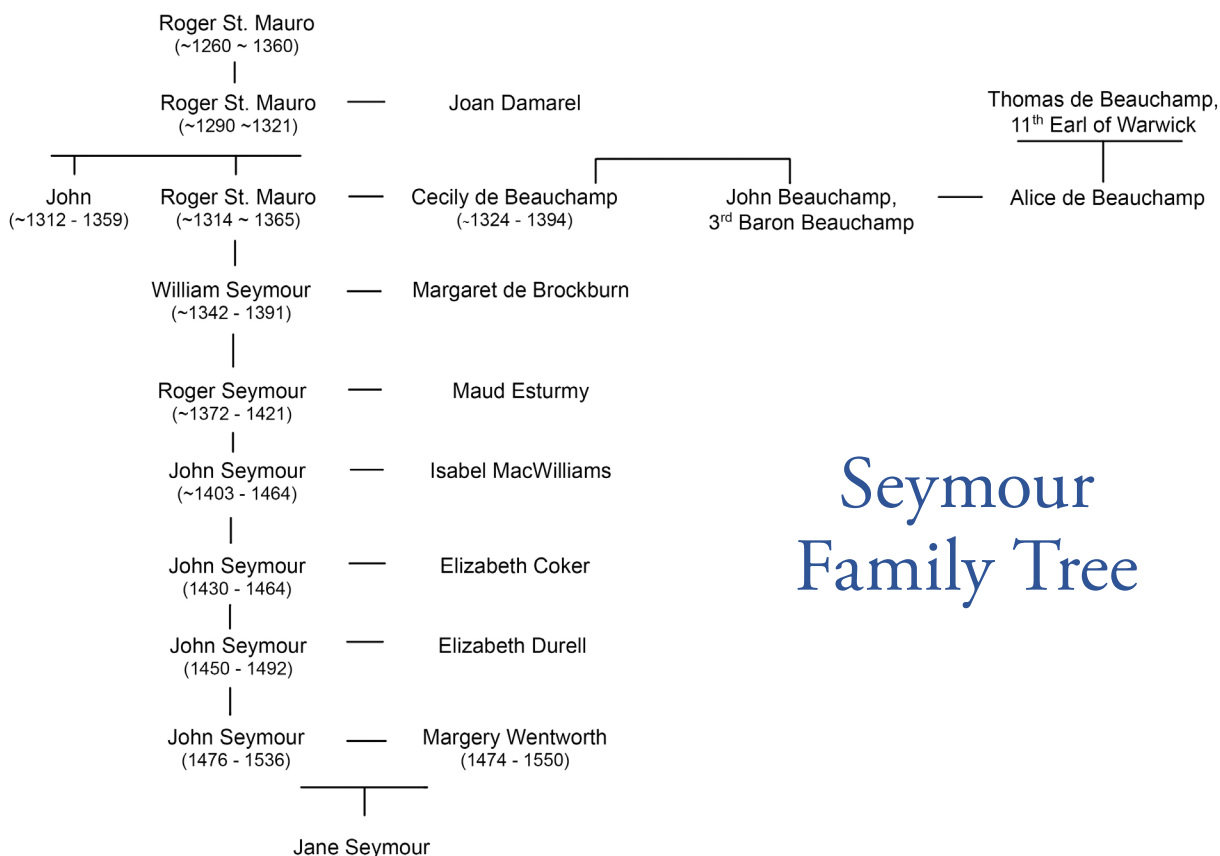 Roger St. Mauro
(~1260 ~ 1360)
Roger St. Mauro
(~1290 ~1321)
Joan Damarel
Thomas de Beauchamp,
11th Earl of Warwick
John
(~1312 - 1359)
Roger St. Mauro
(~1314 ~ 1365)
Cecily de Beauchamp
(~1324 - 1394)
John Beauchamp,
3rd Baron Beauchamp
Alice de Beauchamp
William Seymour
(~1342 - 1391)
Margaret de Brockburn
Roger Seymour
(~1372 - 1421)
Maud Esturmy
John Seymour
(~1403 - 1464)
Isabel MacWilliams
Seymour
Family Tree
John Seymour
(1430 - 1464)
Elizabeth Coker
John Seymour
(1450 - 1492)
Elizabeth Durell
John Seymour
(1476 - 1536)
Margery Wentworth
(1474 - 1550)
Jane Seymour